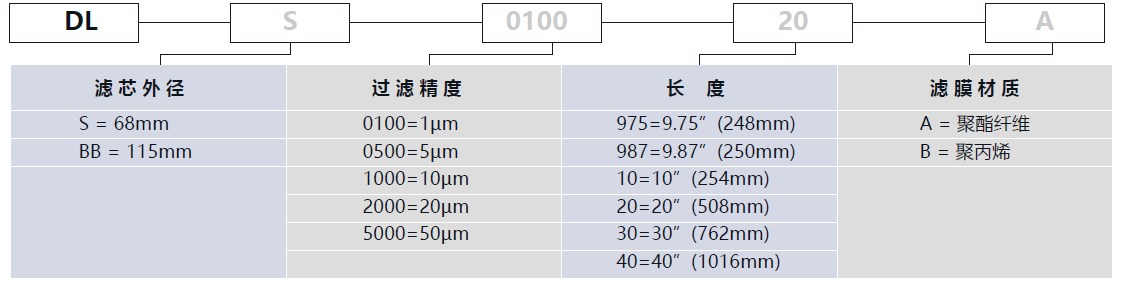 DL S 0100 20 A
滤芯外径 过滤精度 长 度 滤膜材质
S = 68mm 0100=1μm 975=9.75″ (248mm) A = 聚酯纤维
BB = 115mm 0500=5μm 987=9.87″ (250mm) B = 聚丙烯
1000=10μm 10=10″ (254mm)
2000=20μm 20=20″ (508mm)
5000=50μm 30=30″ (762mm)
40=40″ (1016mm)